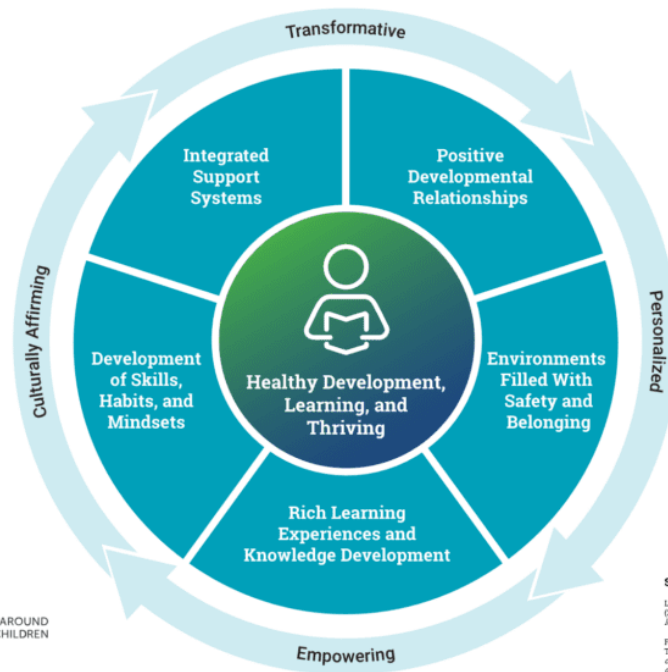 Transformative
Integrated
Support
Systems
Positive
Developmental
Relationships
Culturally Affirming
Personalized
Development
of Skills,
Habits, and
Mindsets
Healthy Development,
Learning, and
Thriving
Environments
Filled With
Safety and
Belonging
Rich Learning
Experiences and
Knowledge Development
AROUND
CHILDREN
Empowering